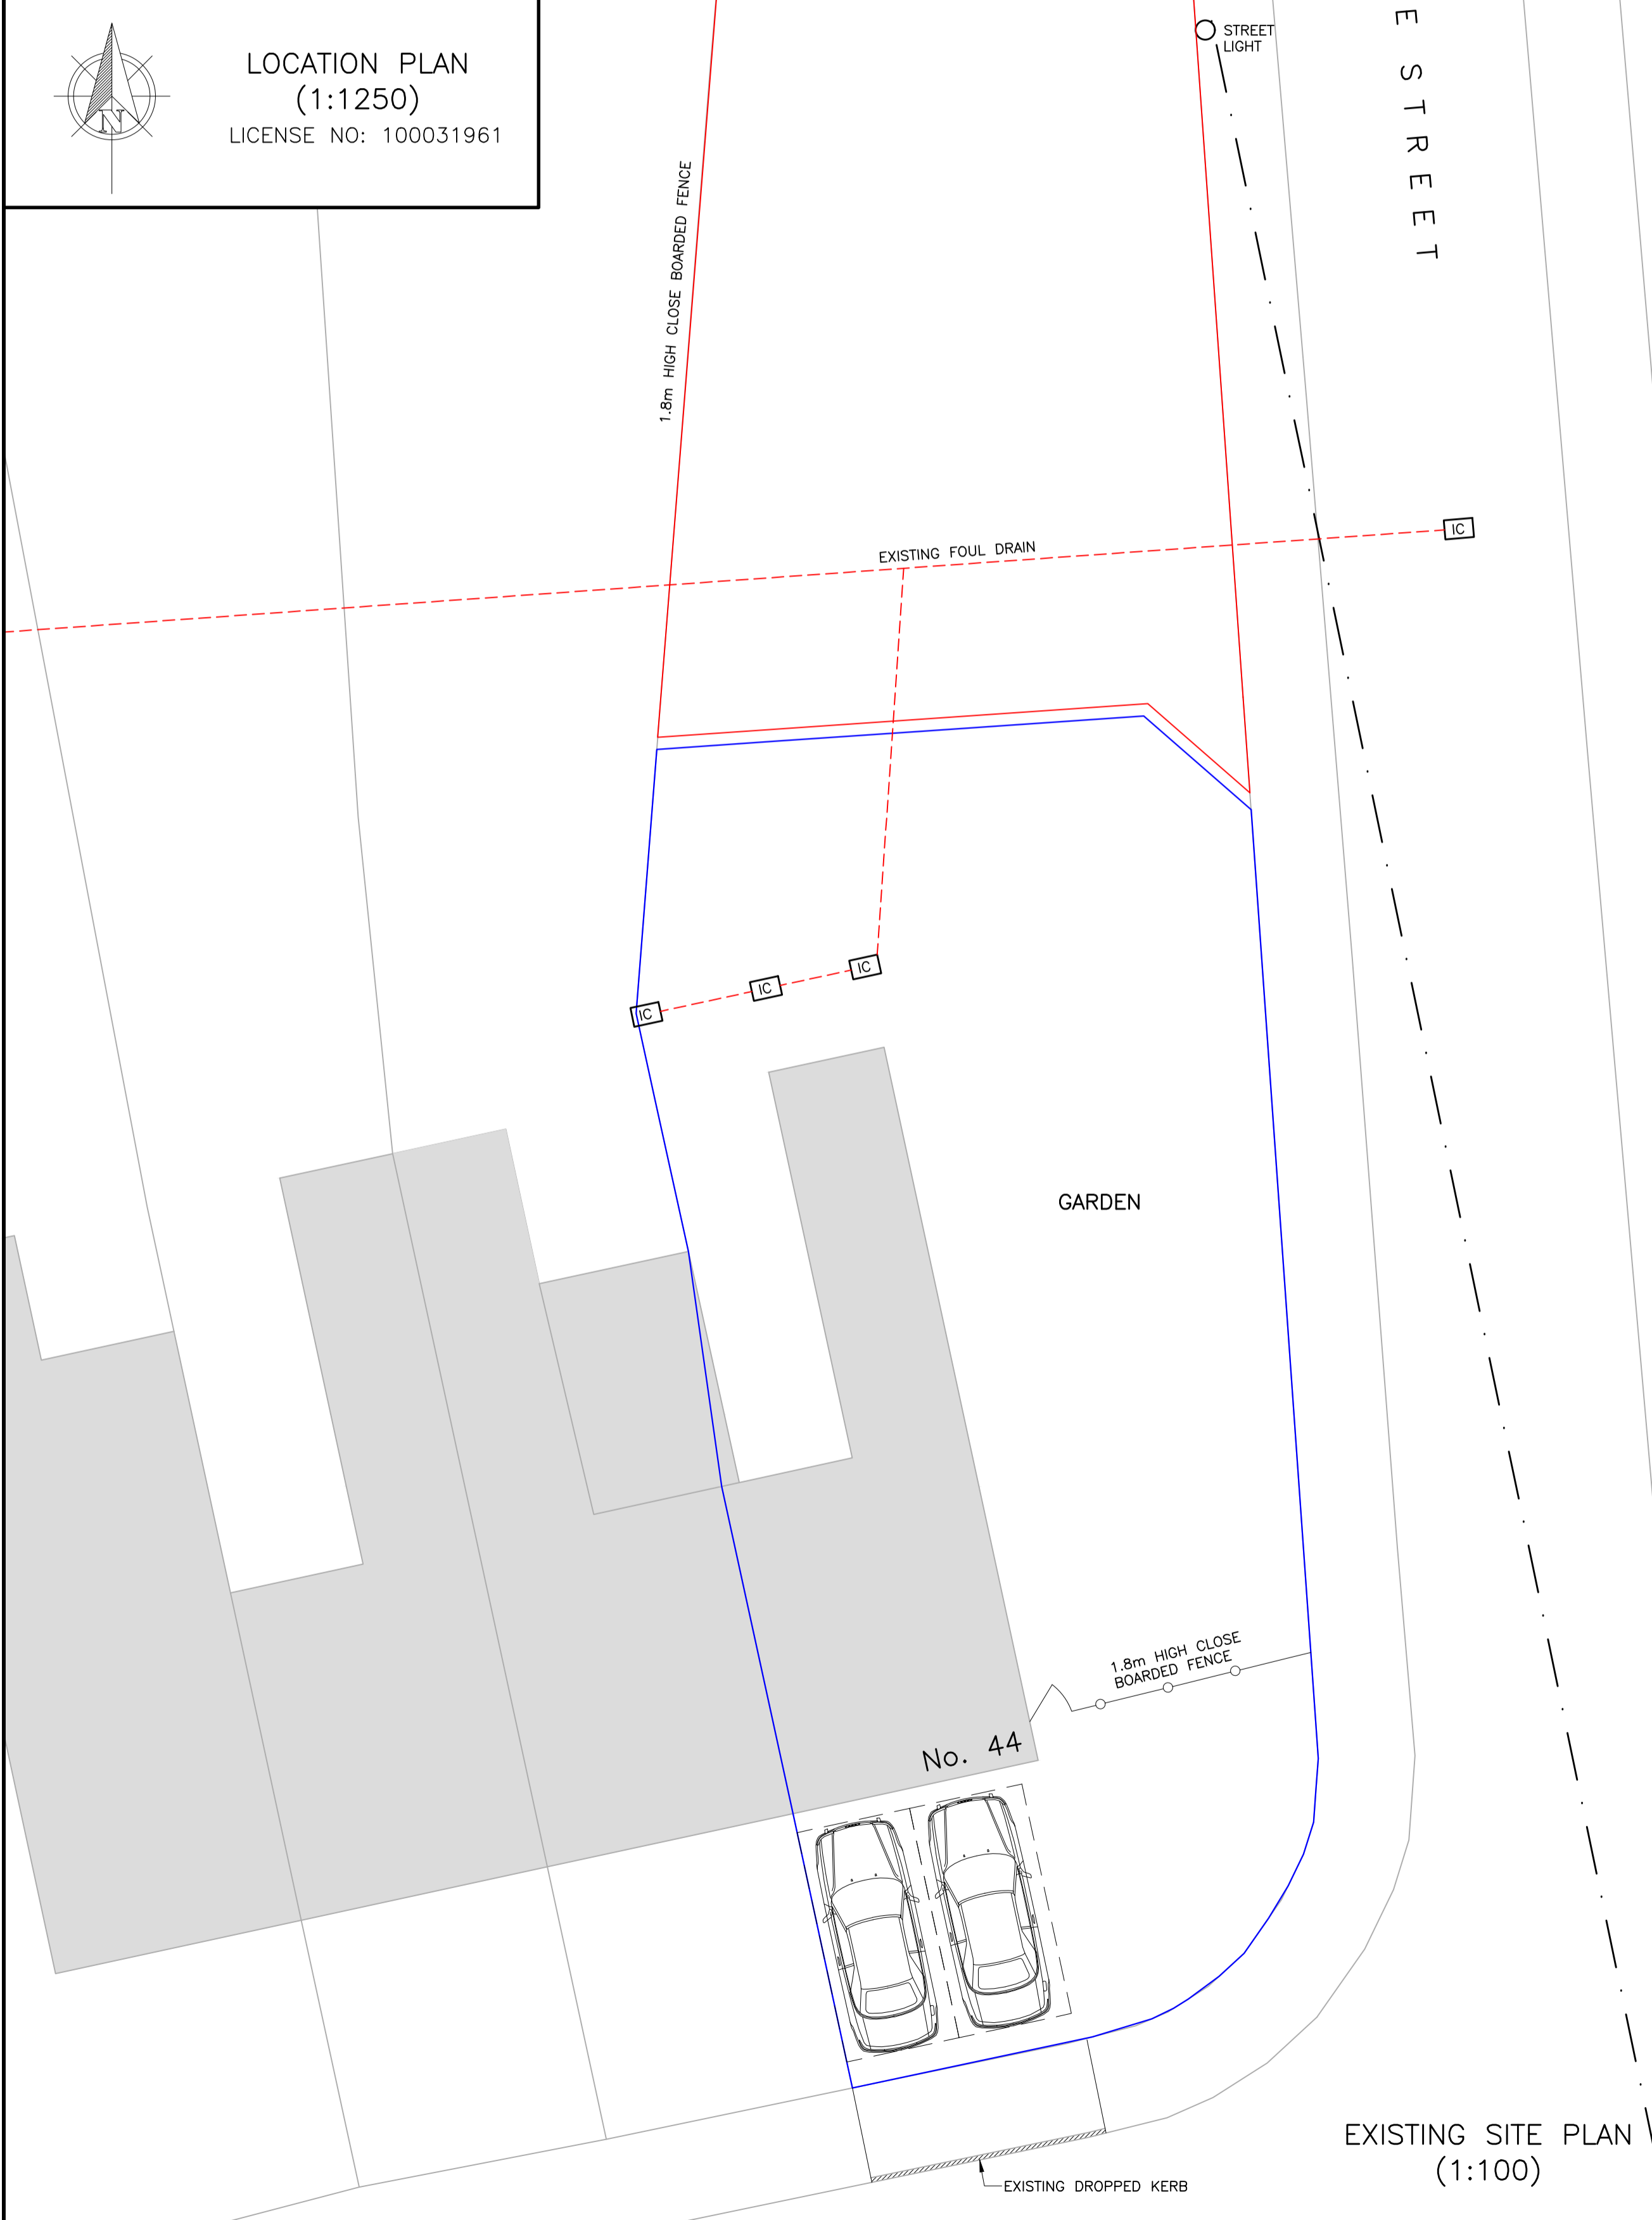 LOCATION PLAN
(1:1250)
LICENSE NO: 100031961
N
STREET
LIGHT
E STREET
1.8m HIGH CLOSE BOARDED FENCE
EXISTING FOUL DRAIN
IC
IC
IC
IC
GARDEN
1.8m HIGH CLOSE
BOARDED FENCE
No. 44
EXISTING SITE PLAN
(1:100)
EXISTING DROPPED KERB